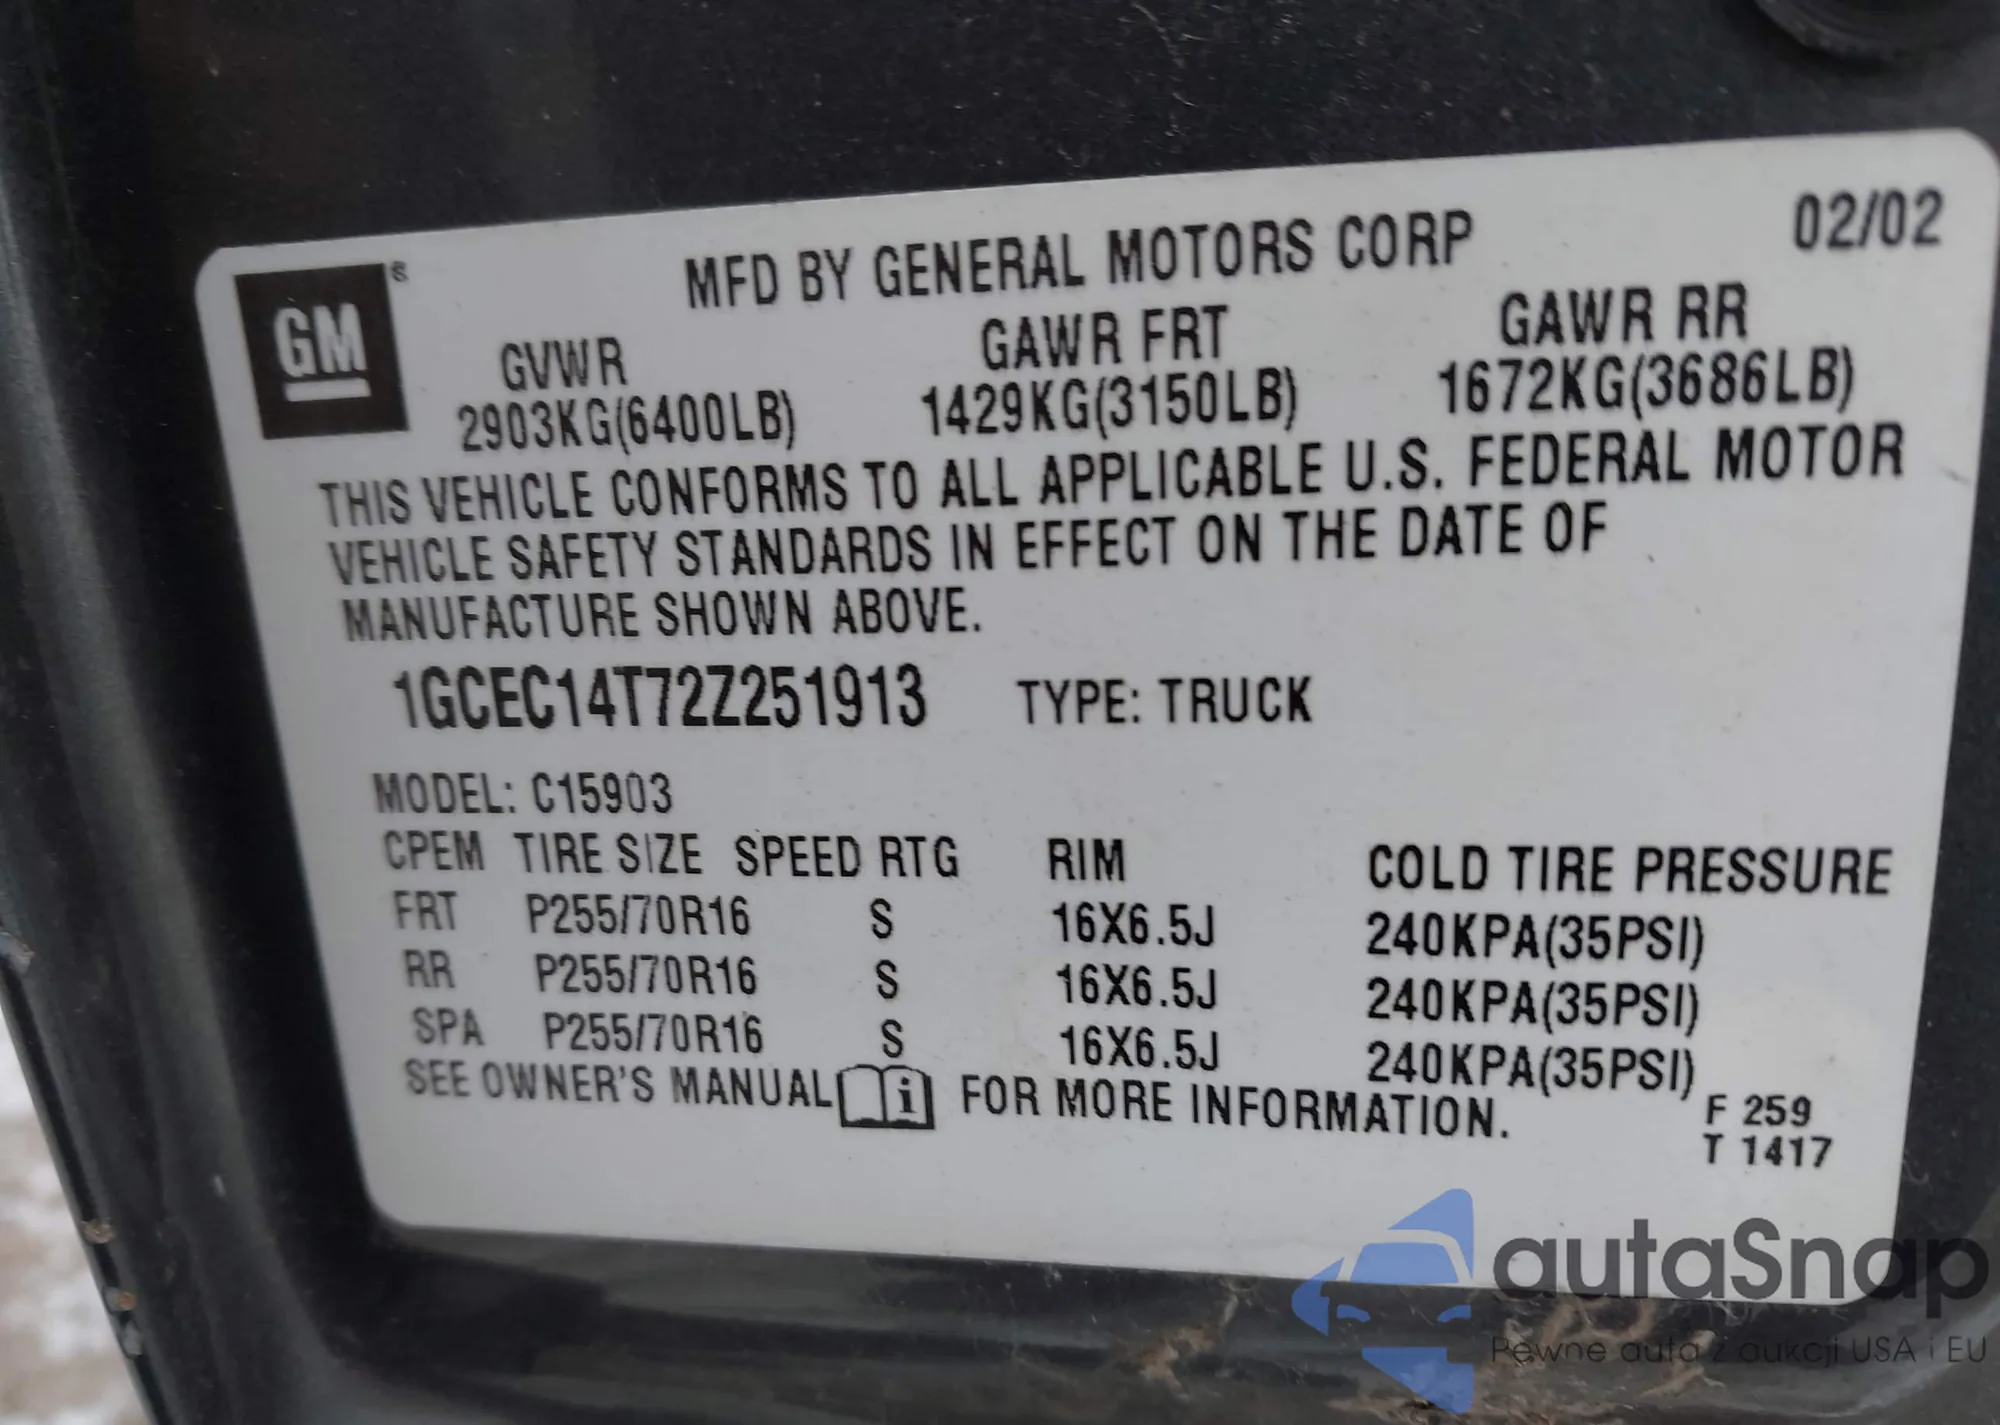 MFD BY GENERAL MOTORS CORP 02/02
GM ®
GVWR GAWR FRT GAWR RR
2903KG(6400LB) 1429KG(3150LB) 1672KG(3686LB)
THIS VEHICLE CONFORMS TO ALL APPLICABLE U.S. FEDERAL MOTOR
VEHICLE SAFETY STANDARDS IN EFFECT ON THE DATE OF
MANUFACTURE SHOWN ABOVE.
1GCEC14T72Z251913 TYPE: TRUCK
MODEL: C15903
CPEM TIRE SIZE SPEED RTG RIM COLD TIRE PRESSURE
FRT P255/70R16 S 16X6.5J 240KPA(35PSI)
RR P255/70R16 S 16X6.5J 240KPA(35PSI)
SPA P255/70R16 S 16X6.5J 240KPA(35PSI)
SEE OWNER'S MANUAL i FOR MORE INFORMATION.
F 259
T 1417
autaSnap
Pewne auta z aukcji USA i EU